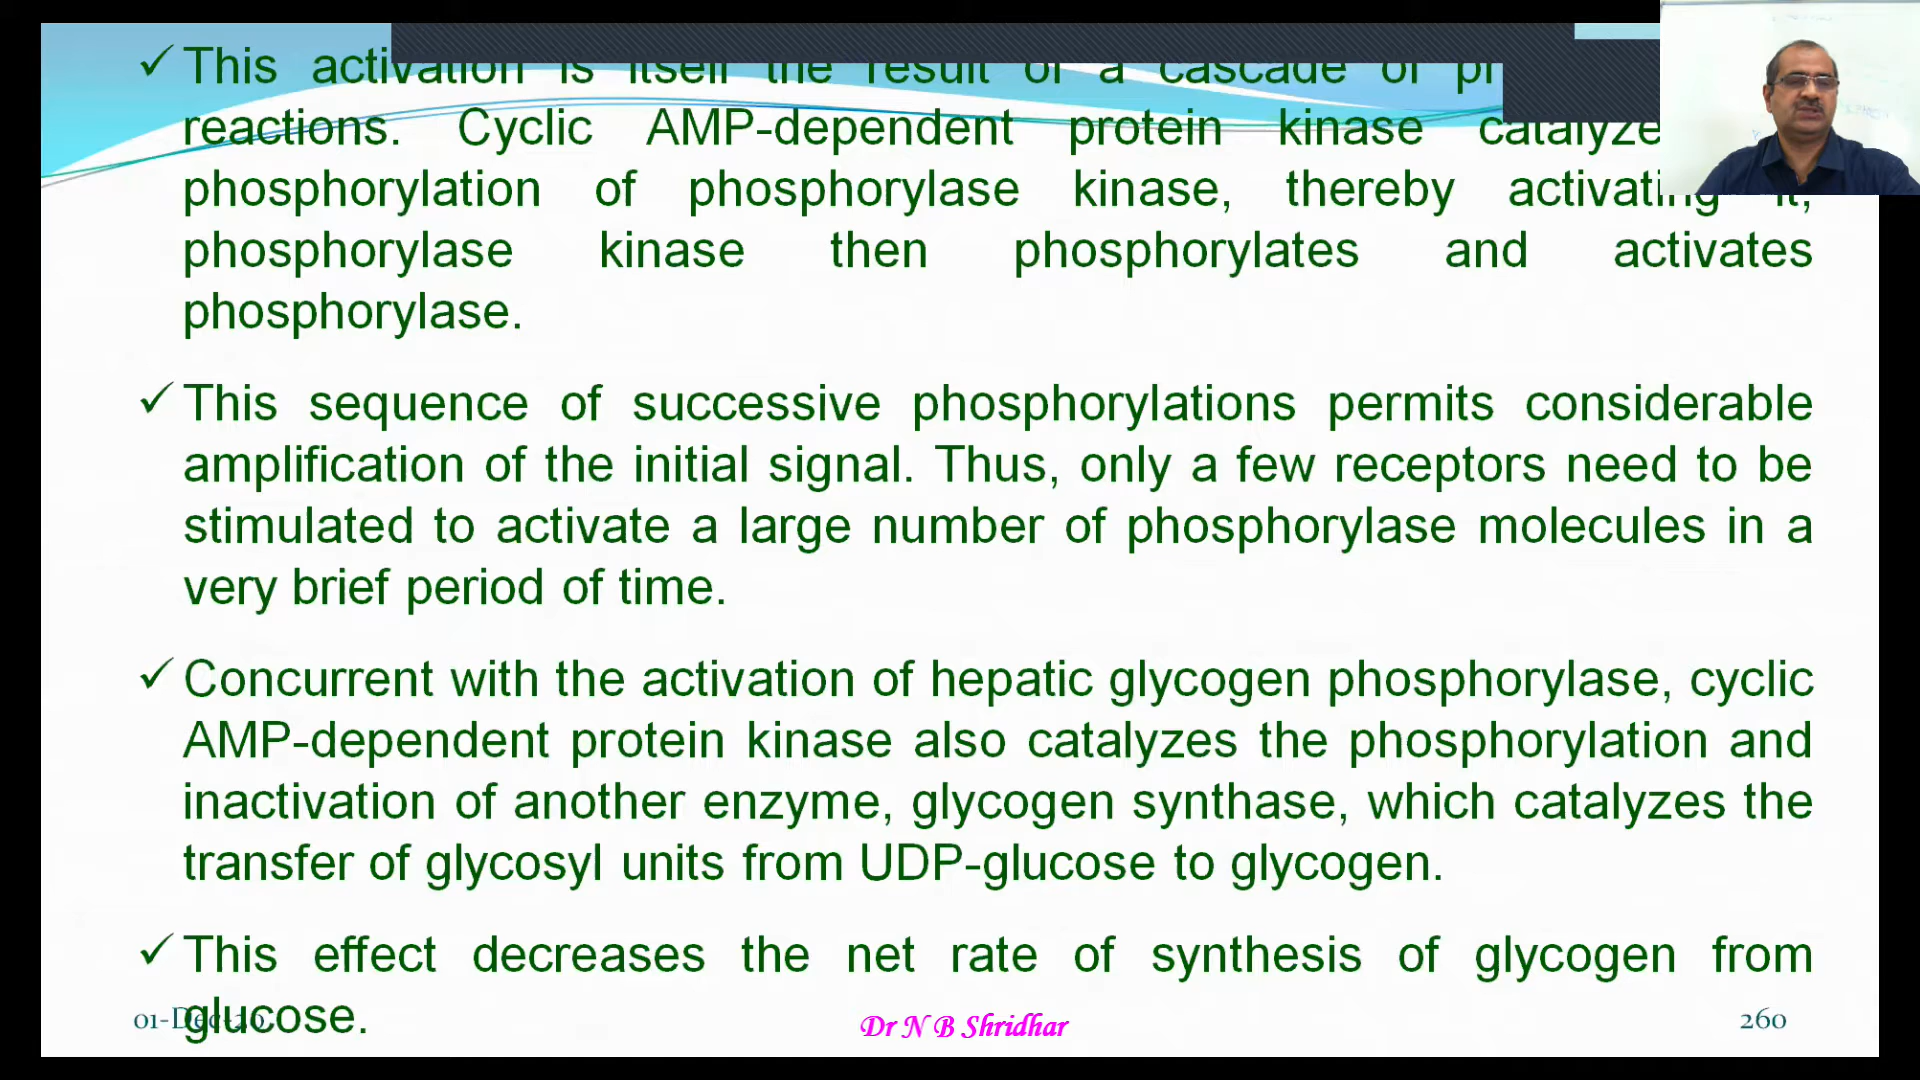 ✓ This activation is itself the result of a cascade of
reactions. Cyclic AMP-dependent protein kinase
phosphorylation of phosphorylase kinase, thereby
phosphorylase kinase then phosphorylates and activates
phosphorylase.
✓ This sequence of successive phosphorylations permits considerable
amplification of the initial signal. Thus, only a few receptors need to be
stimulated to activate a large number of phosphorylase molecules in a
very brief period of time.
✓ Concurrent with the activation of hepatic glycogen phosphorylase, cyclic
AMP-dependent protein kinase also catalyzes the phosphorylation and
inactivation of another enzyme, glycogen synthase, which catalyzes the
transfer of glycosyl units from UDP-glucose to glycogen.
✓ This effect decreases the net rate of synthesis of glycogen from
glucose.
01-Dec-20
Dr N B Shridhar
260